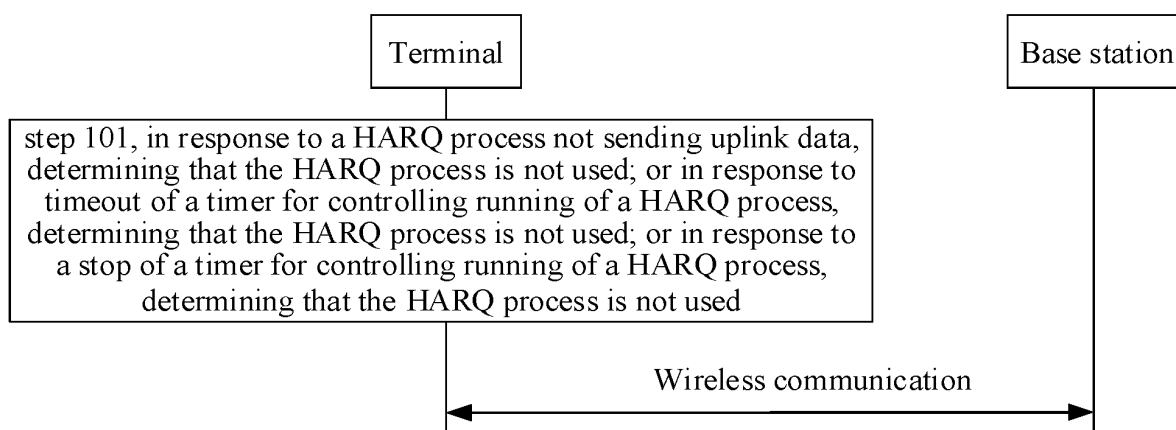 Terminal
Base station
step 101, in response to a HARQ process not sending uplink data,
determining that the HARQ process is not used; or in response to
timeout of a timer for controlling running of a HARQ process,
determining that the HARQ process is not used; or in response to
a stop of a timer for controlling running of a HARQ process,
determining that the HARQ process is not used
Wireless communication